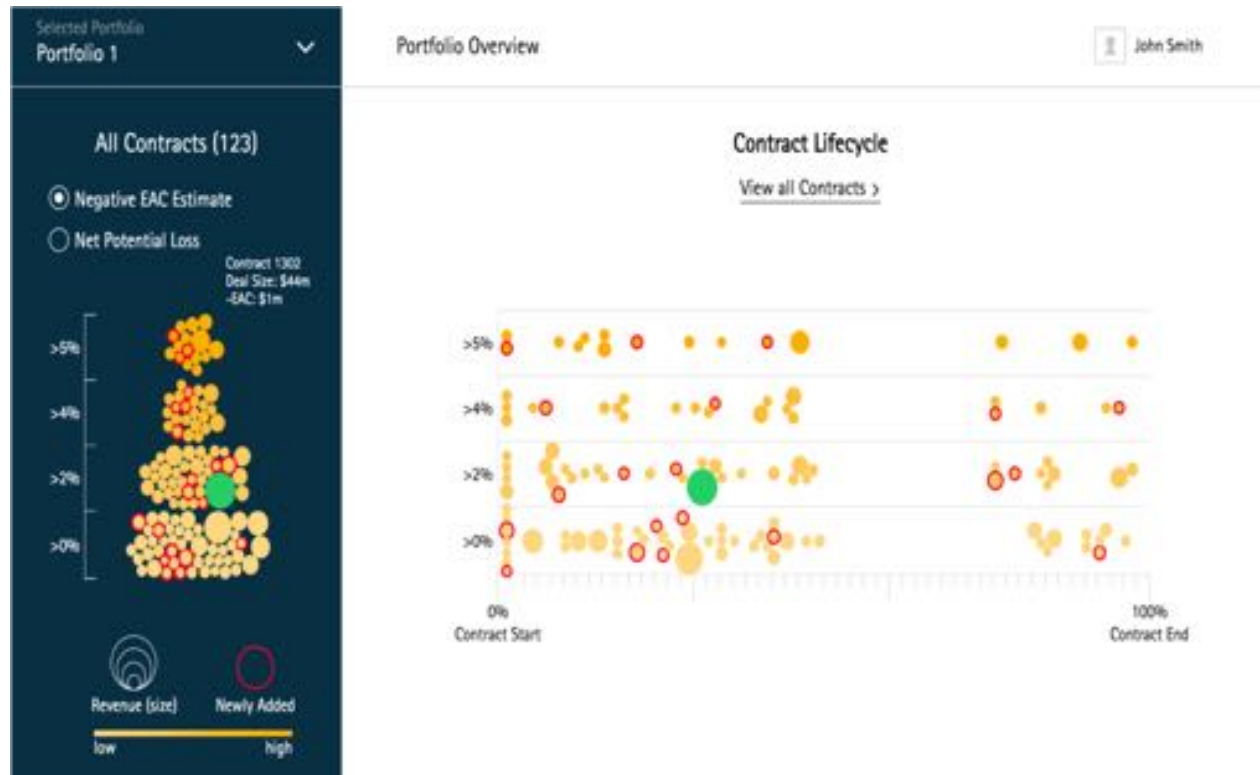 Selected Portfolio
Portfolio 1
Portfolio Overview
John Smith
All Contracts (123)
Negative EAC Estimate
Net Potential Loss
Contract 1302
Deal Size: $44m
-EAC: $1m
>5%
>4%
>2%
>0%
Revenue (size)
Newly Added
low
high
Contract Lifecycle
View all Contracts >
>5%
>4%
>2%
>0%
0%
Contract Start
100%
Contract End